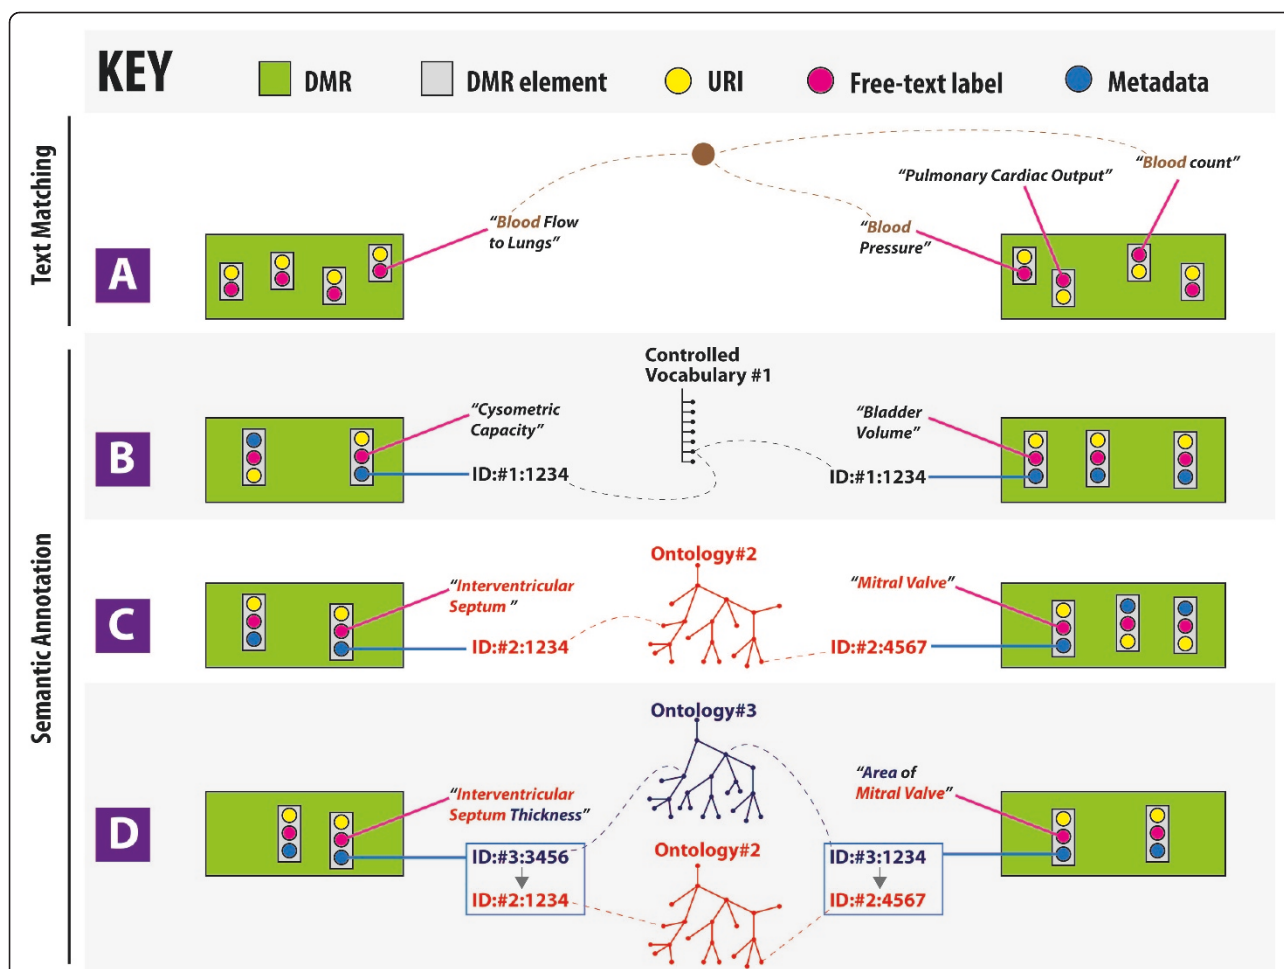 KEY
DMR
DMR element
URI
Free-text label
Metadata
Text Matching
A
"Blood Flow
to Lungs"
"Blood
Pressure"
"Pulmonary Cardiac Output"
"Blood count"
Semantic Annotation
B
"Cysometric
Capacity"
ID:#1:1234
Controlled
Vocabulary #1
"Bladder
Volume"
ID:#1:1234
C
"Interventricular
Septum "
ID:#2:1234
Ontology#2
"Mitral Valve"
ID:#2:4567
D
"Interventricular
Septum Thickness"
ID:#3:3456
ID:#2:1234
Ontology#3
Ontology#2
"Area of
Mitral Valve"
ID:#3:1234
ID:#2:4567